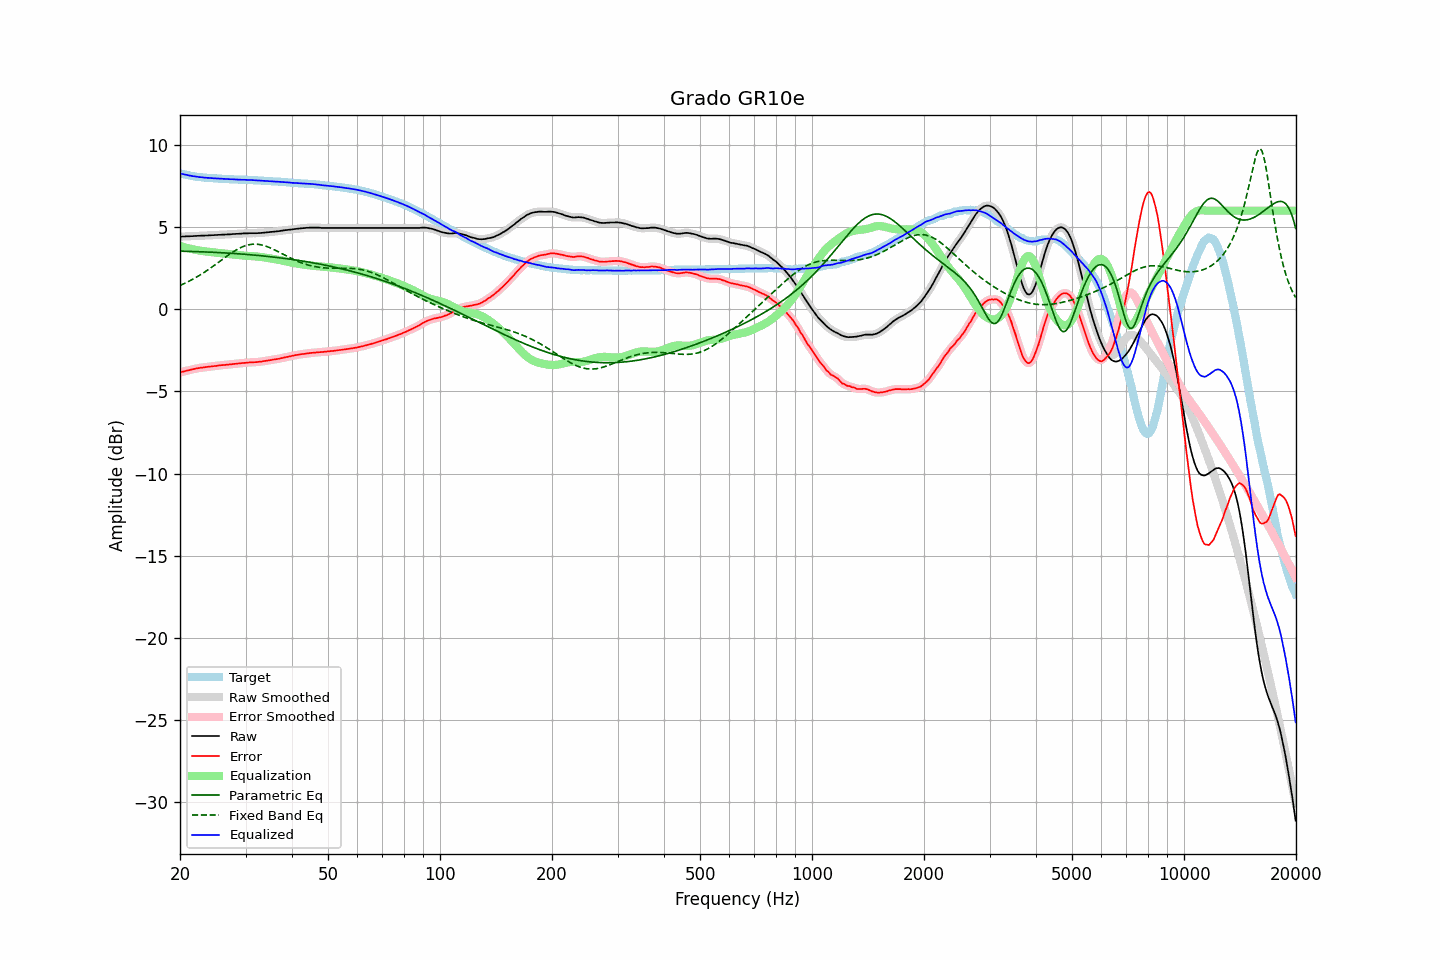 Grado GR10e
10
5
0
−5
−10
−15
−20
−25
−30
Amplitude (dBr)
Target
Raw Smoothed
Error Smoothed
Raw
Error
Equalization
Parametric Eq
Fixed Band Eq
Equalized
20 50 100 200 500 1000 2000 5000 10000 20000
Frequency (Hz)